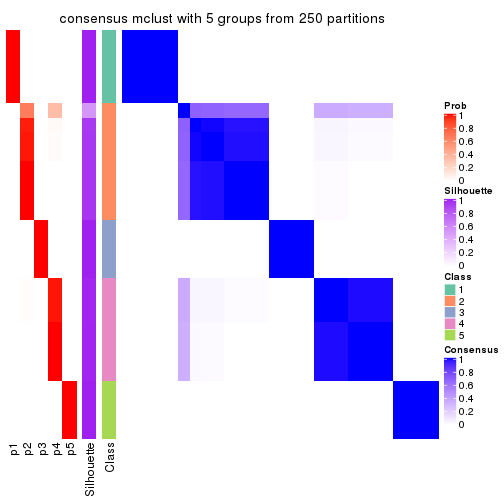 consensus mclust with 5 groups from 250 partitions
Prob
1
0.8
0.6
0.4
0.2
0
Silhouette
1
0.8
0.6
0.4
0.2
0
Class
1
2
3
4
5
Consensus
1
0.8
0.6
0.4
0.2
0
p1
p2
p3
p4
p5
Silhouette
Class